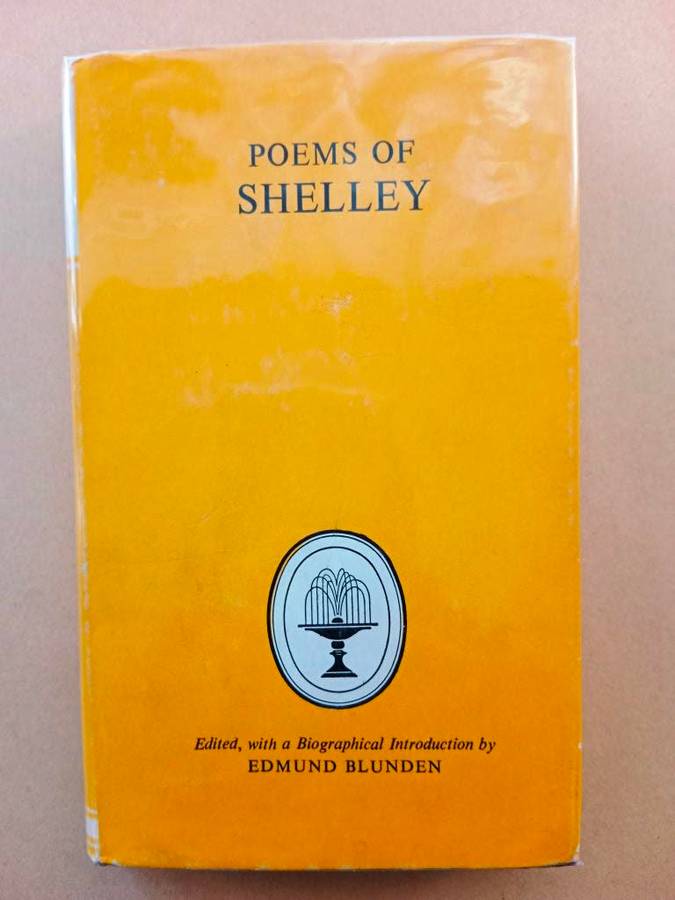 POEMS OF
SHELLEY
Edited, with a Biographical Introduction by
EDMUND BLUNDEN